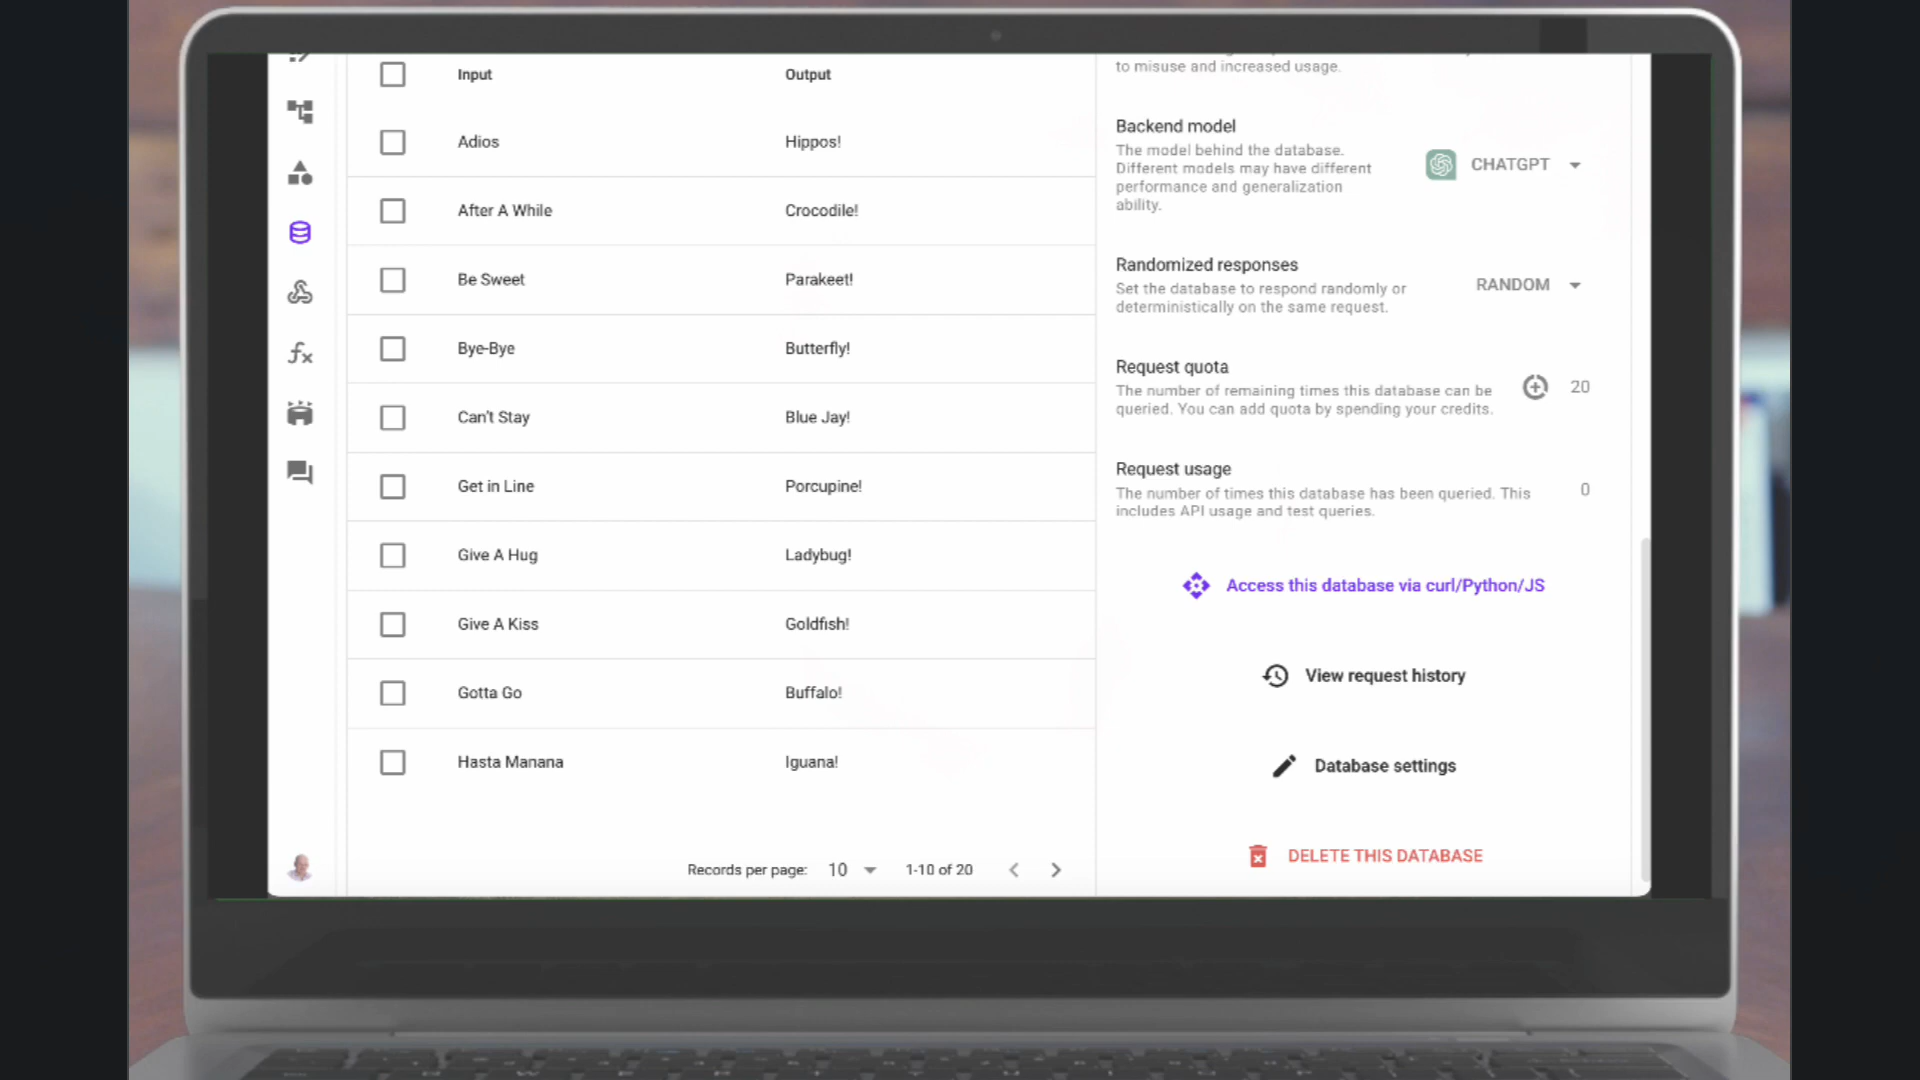 Input Output
Adios Hippos!
After A While Crocodile!
Be Sweet Parakeet!
Bye-Bye Butterfly!
Can't Stay Blue Jay!
Get in Line Porcupine!
Give A Hug Ladybug!
Give A Kiss Goldfish!
Gotta Go Buffalo!
Hasta Manana Iguana!
Records per page: 10 1-10 of 20
to misuse and increased usage.
Backend model
The model behind the database.
Different models may have different
performance and generalization
ability.
CHATGPT
Randomized responses
Set the database to respond randomly or
deterministically on the same request.
RANDOM
Request quota
The number of remaining times this database can be
queried. You can add quota by spending your credits.
20
Request usage
The number of times this database has been queried. This
includes API usage and test queries.
0
Access this database via curl/Python/JS
View request history
Database settings
DELETE THIS DATABASE